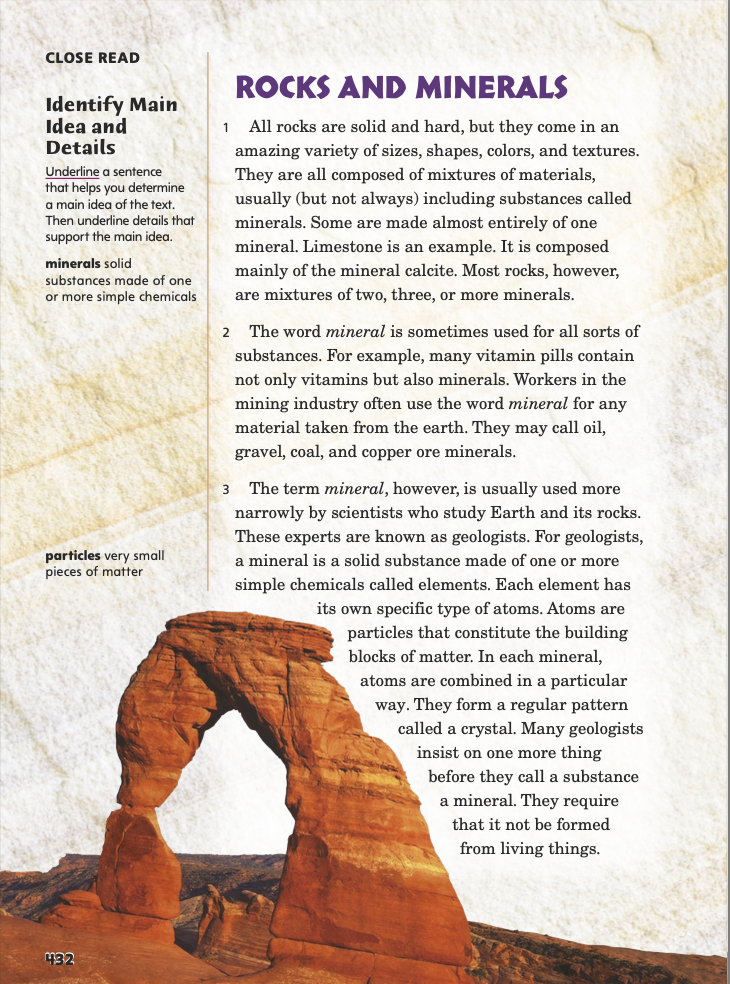 CLOSE READ
Identify Main
Idea and
Details
Underline a sentence
that helps you determine
a main idea of the text.
Then underline details that
support the main idea.
minerals solid
substances made of one
or more simple chemicals
particles very small
pieces of matter
ROCKS AND MINERALS
1 All rocks are solid and hard, but they come in an
amazing variety of sizes, shapes, colors, and textures.
They are all composed of mixtures of materials,
usually (but not always) including substances called
minerals. Some are made almost entirely of one
mineral. Limestone is an example. It is composed
mainly of the mineral calcite. Most rocks, however,
are mixtures of two, three, or more minerals.
2 The word mineral is sometimes used for all sorts of
substances. For example, many vitamin pills contain
not only vitamins but also minerals. Workers in the
mining industry often use the word mineral for any
material taken from the earth. They may call oil,
gravel, coal, and copper ore minerals.
3 The term mineral, however, is usually used more
narrowly by scientists who study Earth and its rocks.
These experts are known as geologists. For geologists,
a mineral is a solid substance made of one or more
simple chemicals called elements. Each element has
its own specific type of atoms. Atoms are
particles that constitute the building
blocks of matter. In each mineral,
atoms are combined in a particular
way. They form a regular pattern
called a crystal. Many geologists
insist on one more thing
before they call a substance
a mineral. They require
that it not be formed
from living things.
432